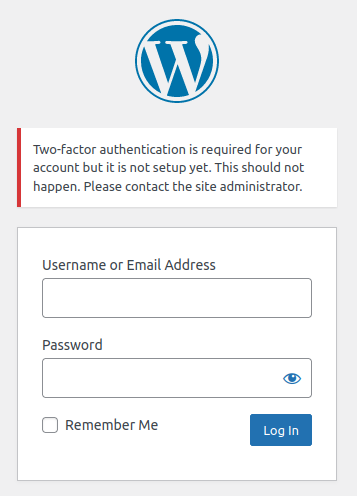 Two-factor authentication is required for your
account but it is not setup yet. This should not
happen. Please contact the site administrator.
Username or Email Address
Password
Remember Me
Log In